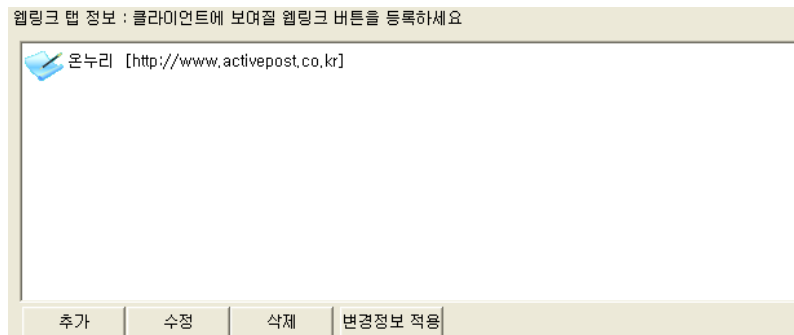 웹링크 탭 정보 : 클라이언트에 보여질 웹링크 버튼을 등록하세요
온누리 [http://www.activepost.co.kr]
추가 수정 삭제 변경정보 적용